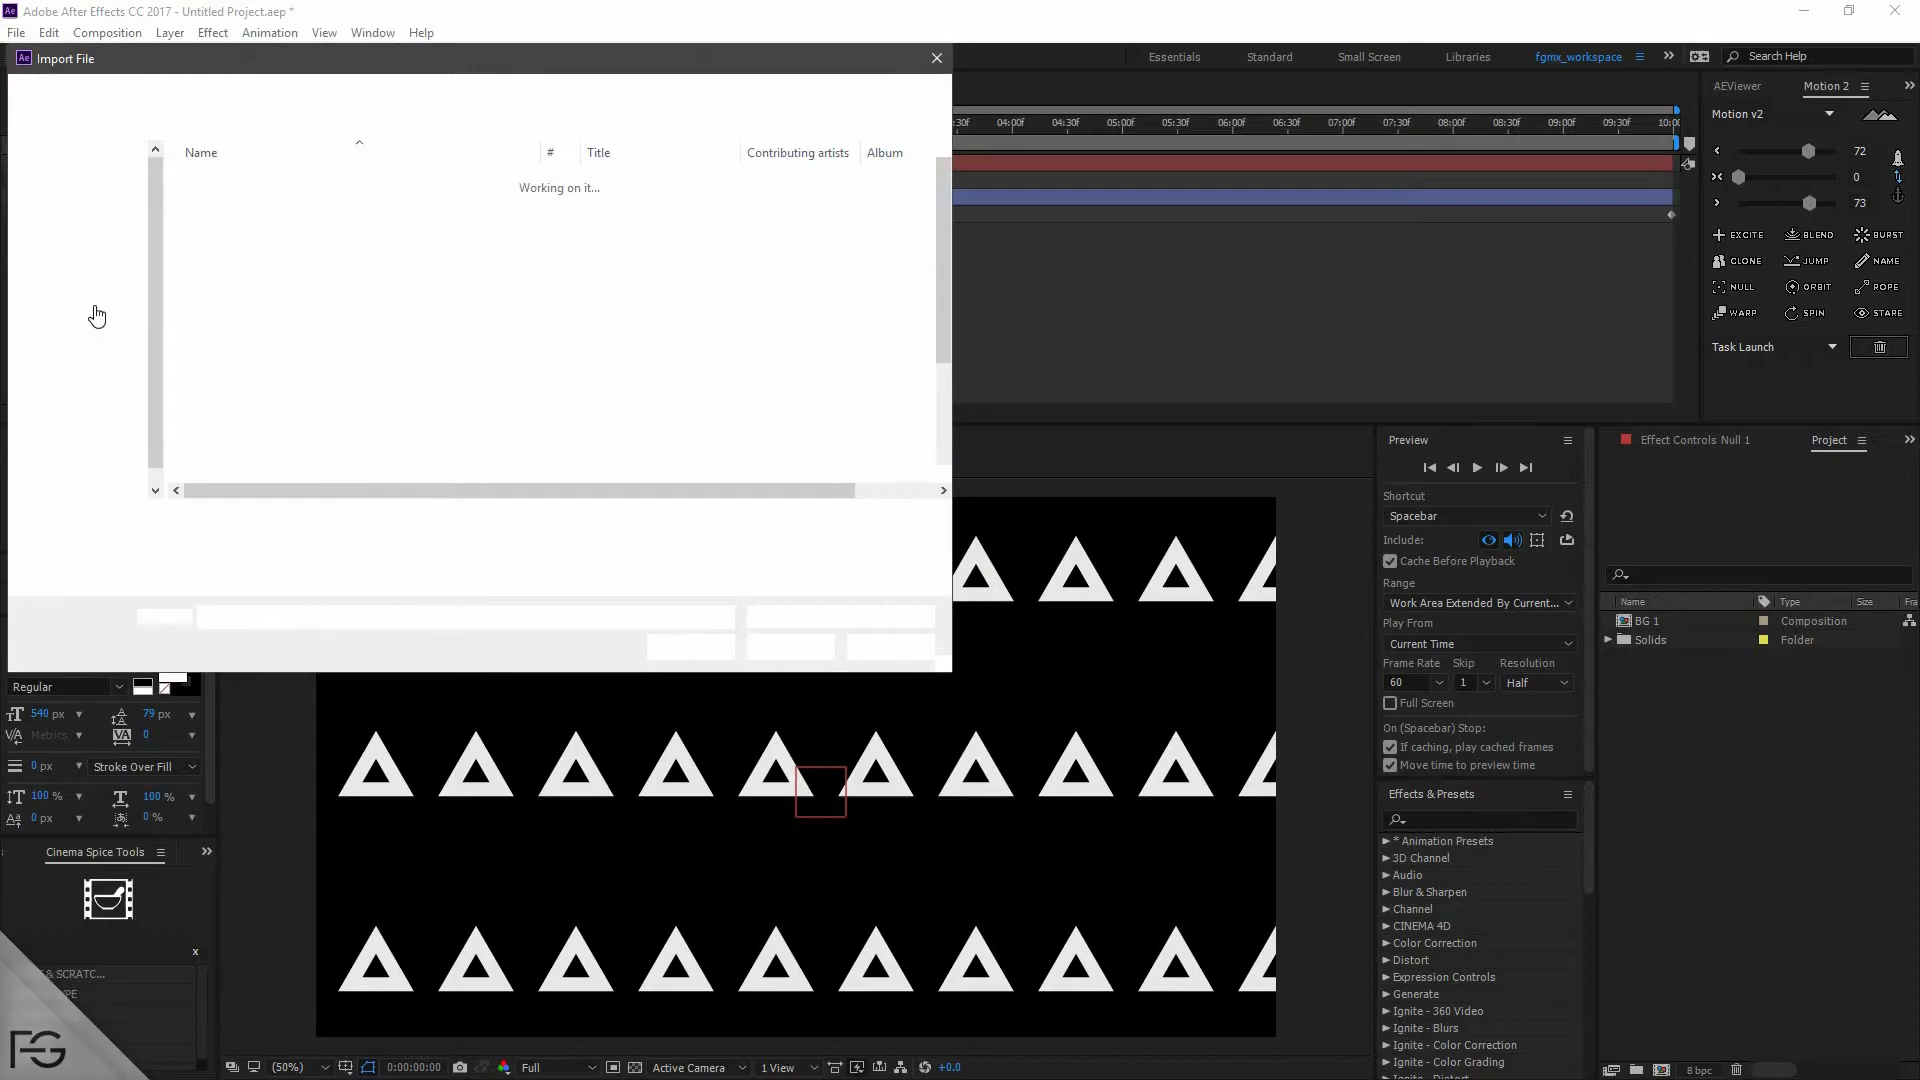 Ae Adobe After Effects CC 2017 - Untitled Project.aep *
File Edit Composition Layer Effect Animation View Window Help
Ae Import File
Essentials Standard Small Screen Libraries fgmx_workspace Search Help
Name # Title Contributing artists Album
Working on it...
04:00f 04:30f 05:00f 05:30f 06:00f 06:30f 07:00f 07:30f 08:00f 08:30f 09:00f 09:30f
AEViewer Motion 2
Motion v2
72
0
73
EXCITE BLEND BURST
CLONE JUMP NAME
NULL ORBIT ROPE
WARP SPIN STARE
Task Launch
Preview
Shortcut
Spacebar
Include:
Cache Before Playback
Range
Work Area Extended By Current...
Play From
Current Time
Frame Rate Skip Resolution
60 1 Half
Full Screen
On (Spacebar) Stop:
If caching, play cached frames
Move time to preview time
Effect Controls Null 1 Project
Name Type Size Fra
BG 1 Composition
Solids Folder
Effects & Presets
* Animation Presets
3D Channel
Audio
Blur & Sharpen
Channel
CINEMA 4D
Color Correction
Distort
Expression Controls
Generate
Ignite - 360 Video
Ignite - Blurs
Ignite - Color Correction
Ignite - Color Grading
Regular
540 px 79 px
Metrics 0
0 px Stroke Over Fill
100 % 100 %
0 px 0 %
Cinema Spice Tools
x
& SCRATC...
YPE
FG
(50%) 0:00:00:00 Full Active Camera 1 View +0.0
8 bpc